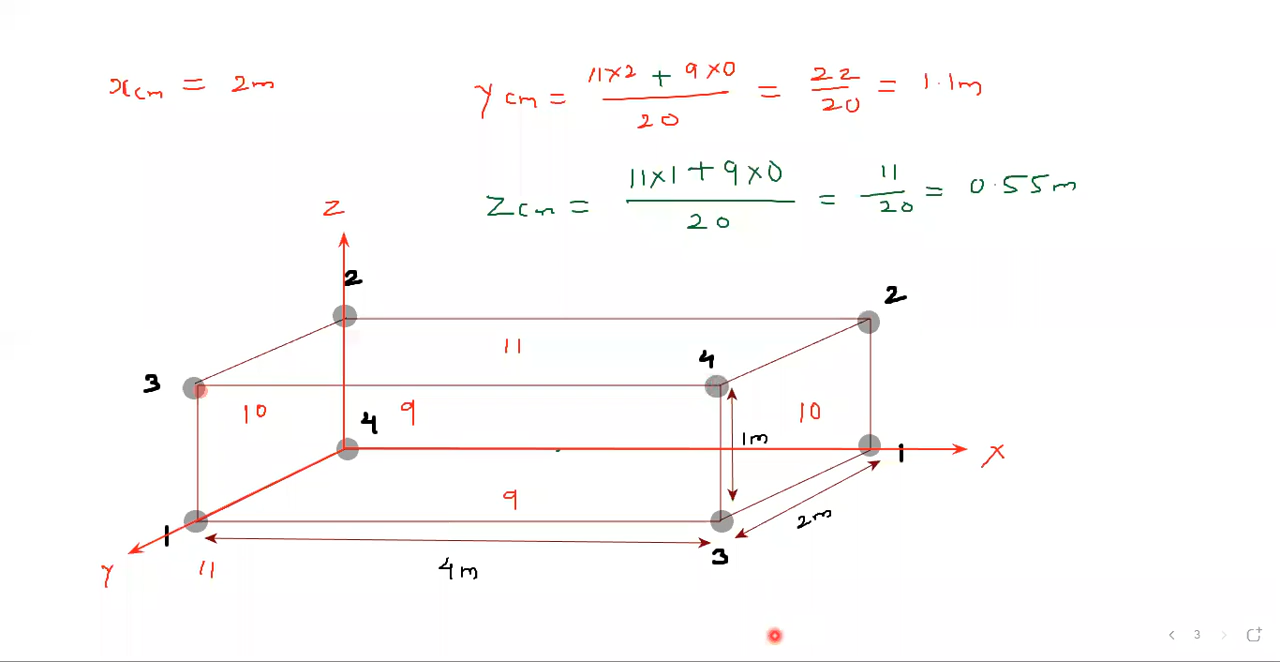 xcm = 2m
Ycm = 11×2 + 9×0 / 20 = 22/20 = 1.1m
Zcm = 11×1 + 9×0 / 20 = 11/20 = 0.55m
Z
2
2
11
4
3
10
9
10
4
1m
1
X
9
2m
1
3
Y
11
4m
3